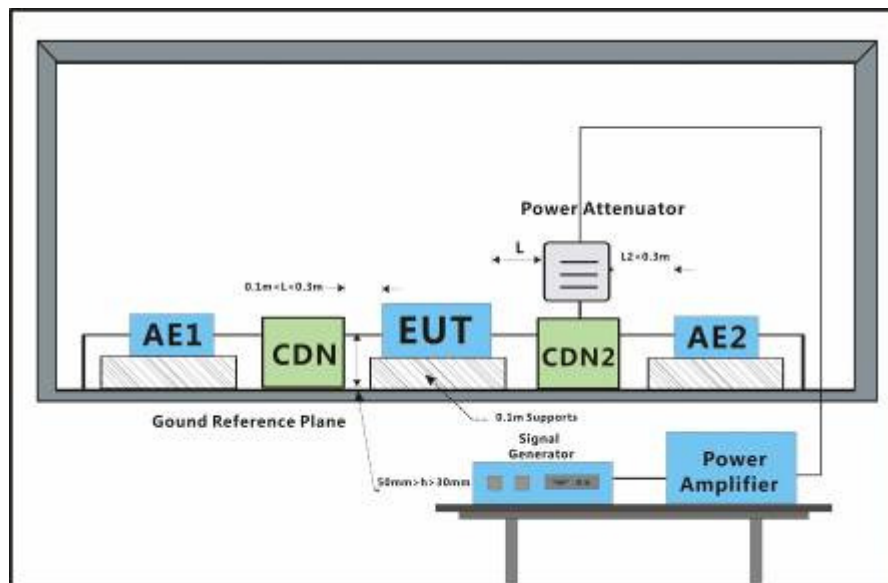 Power Attenuator
L
L2<0.3m
0.1m<L<0.3m
AE1
CDN
EUT
CDN2
AE2
Gound Reference Plane
0.1m Supports
Signal
Generator
50mm>h>30mm
Power
Amplifier